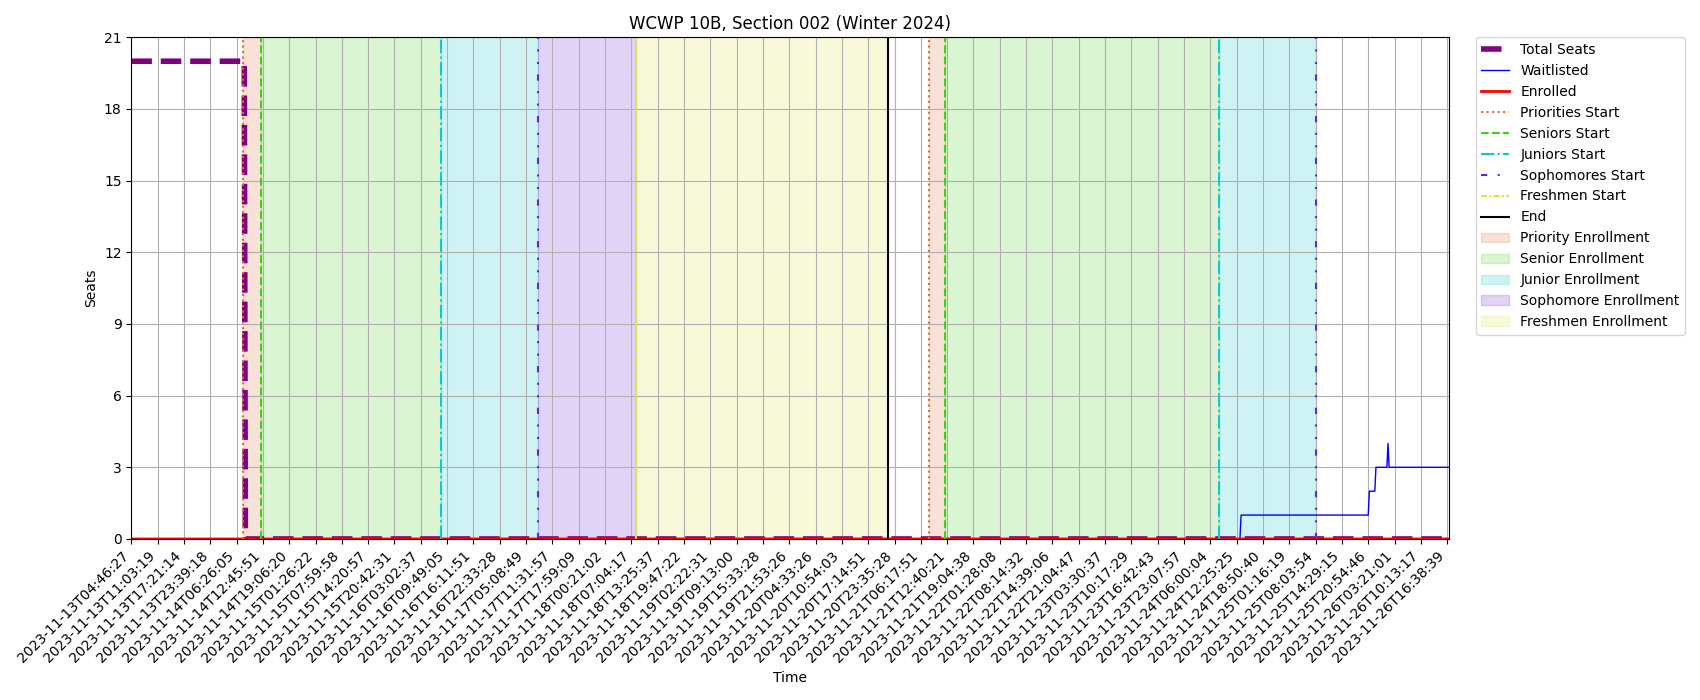 WCWP 10B, Section 002 (Winter 2024)
21
18
15
12
9
6
3
0
Seats
2023-11-13T04:46:27
2023-11-13T11:03:19
2023-11-13T17:21:14
2023-11-13T23:39:18
2023-11-14T06:26:05
2023-11-14T12:45:51
2023-11-14T19:06:20
2023-11-15T01:26:22
2023-11-15T07:59:58
2023-11-15T14:20:57
2023-11-15T20:42:31
2023-11-16T03:02:37
2023-11-16T09:49:05
2023-11-16T16:11:51
2023-11-16T22:33:28
2023-11-17T05:08:49
2023-11-17T11:31:57
2023-11-17T17:59:09
2023-11-18T00:21:02
2023-11-18T07:04:17
2023-11-18T13:25:37
2023-11-18T19:47:22
2023-11-19T02:22:31
2023-11-19T09:13:00
2023-11-19T15:33:28
2023-11-19T21:53:26
2023-11-20T04:33:26
2023-11-20T10:54:03
2023-11-20T17:14:51
2023-11-20T23:35:28
2023-11-21T06:17:51
2023-11-21T12:40:21
2023-11-21T19:04:38
2023-11-22T01:28:08
2023-11-22T08:14:32
2023-11-22T14:39:06
2023-11-22T21:04:47
2023-11-23T03:30:37
2023-11-23T10:17:29
2023-11-23T16:42:43
2023-11-23T23:07:57
2023-11-24T06:00:04
2023-11-24T12:25:25
2023-11-24T18:50:40
2023-11-25T01:16:19
2023-11-25T08:03:54
2023-11-25T14:29:15
2023-11-25T20:54:46
2023-11-26T03:21:01
2023-11-26T10:13:17
2023-11-26T16:38:39
Time
Total Seats
Waitlisted
Enrolled
Priorities Start
Seniors Start
Juniors Start
Sophomores Start
Freshmen Start
End
Priority Enrollment
Senior Enrollment
Junior Enrollment
Sophomore Enrollment
Freshmen Enrollment